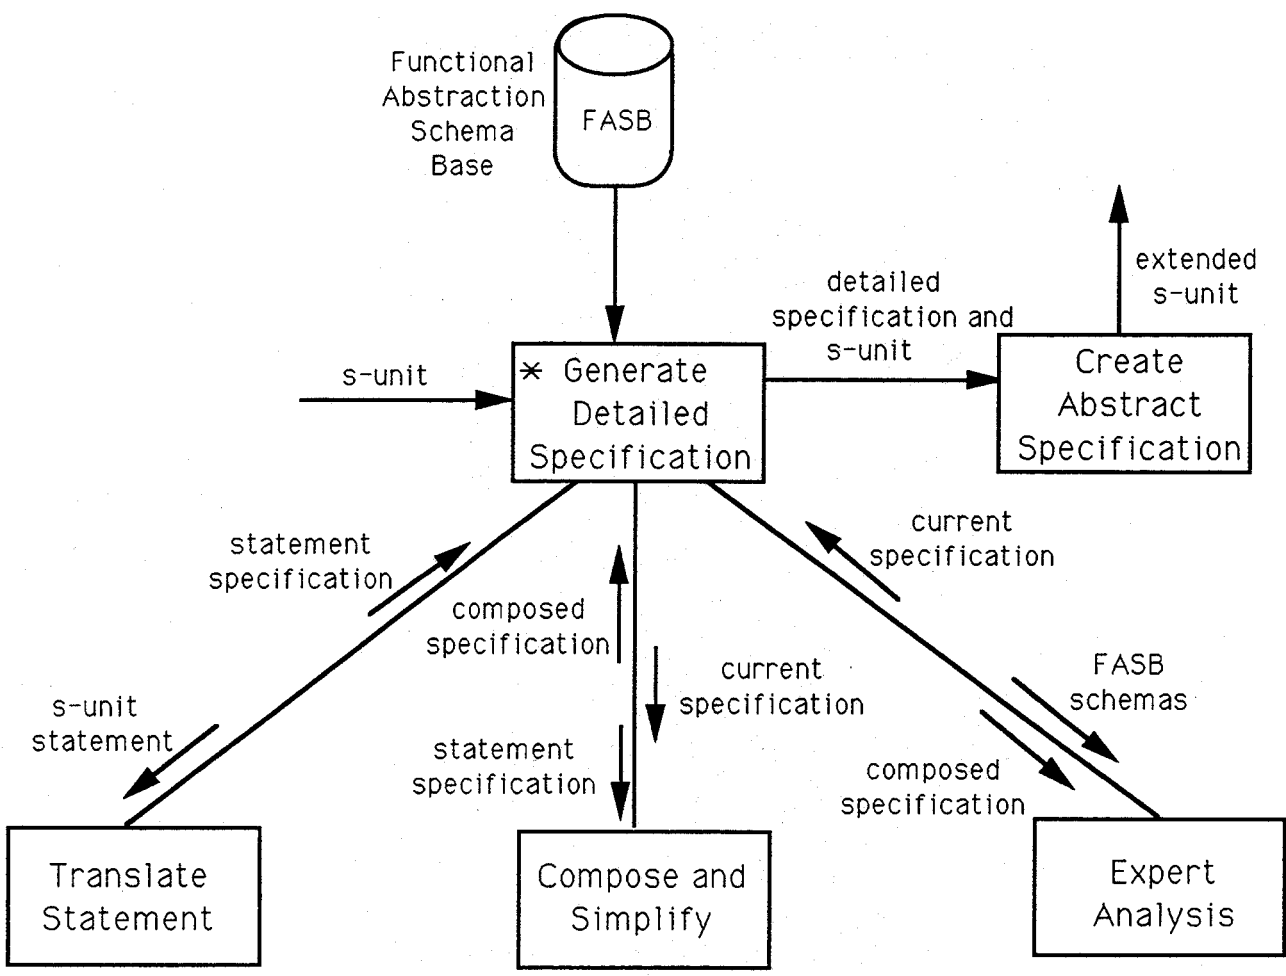 Functional
Abstraction
Schema
Base
FASB
extended
s-unit
detailed
specification and
s-unit
s-unit
* Generate
Detailed
Specification
Create
Abstract
Specification
statement
specification
current
specification
composed
specification
s-unit
statement
current
specification
FASB
schemas
statement
specification
composed
specification
Translate
Statement
Compose and
Simplify
Expert
Analysis